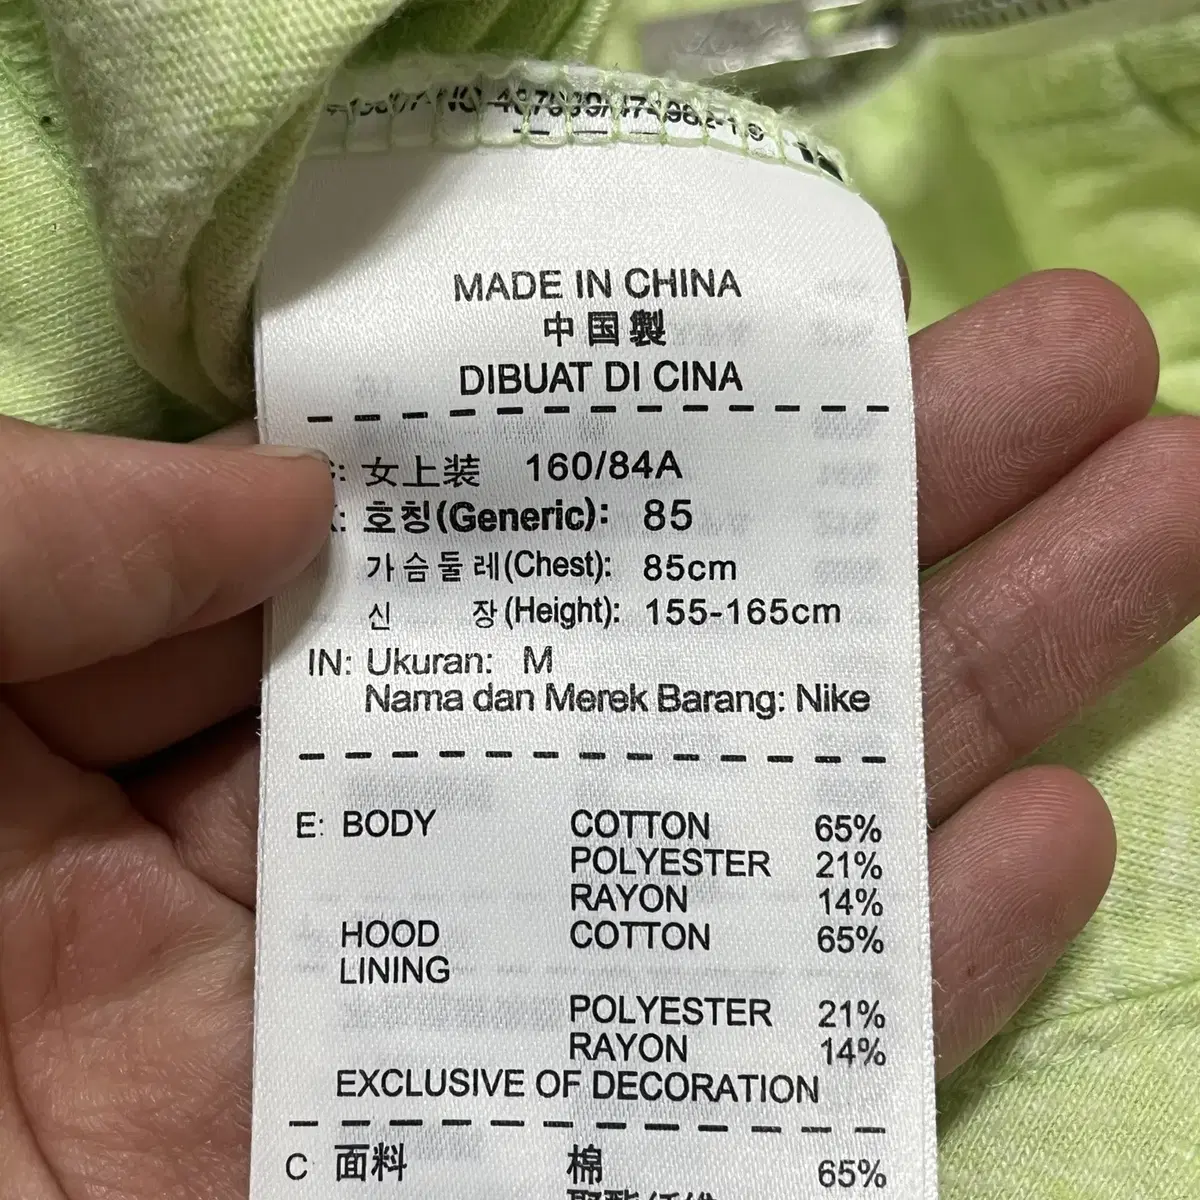 MADE IN CHINA
中国製
DIBUAT DI CINA
: 女上装 160/84A
: 호칭(Generic): 85
가슴둘레(Chest): 85cm
신 장(Height): 155-165cm
IN: Ukuran: M
Nama dan Merek Barang: Nike
E: BODY COTTON 65%
POLYESTER 21%
RAYON 14%
HOOD COTTON 65%
LINING
POLYESTER 21%
RAYON 14%
EXCLUSIVE OF DECORATION
C 面料 棉 65%